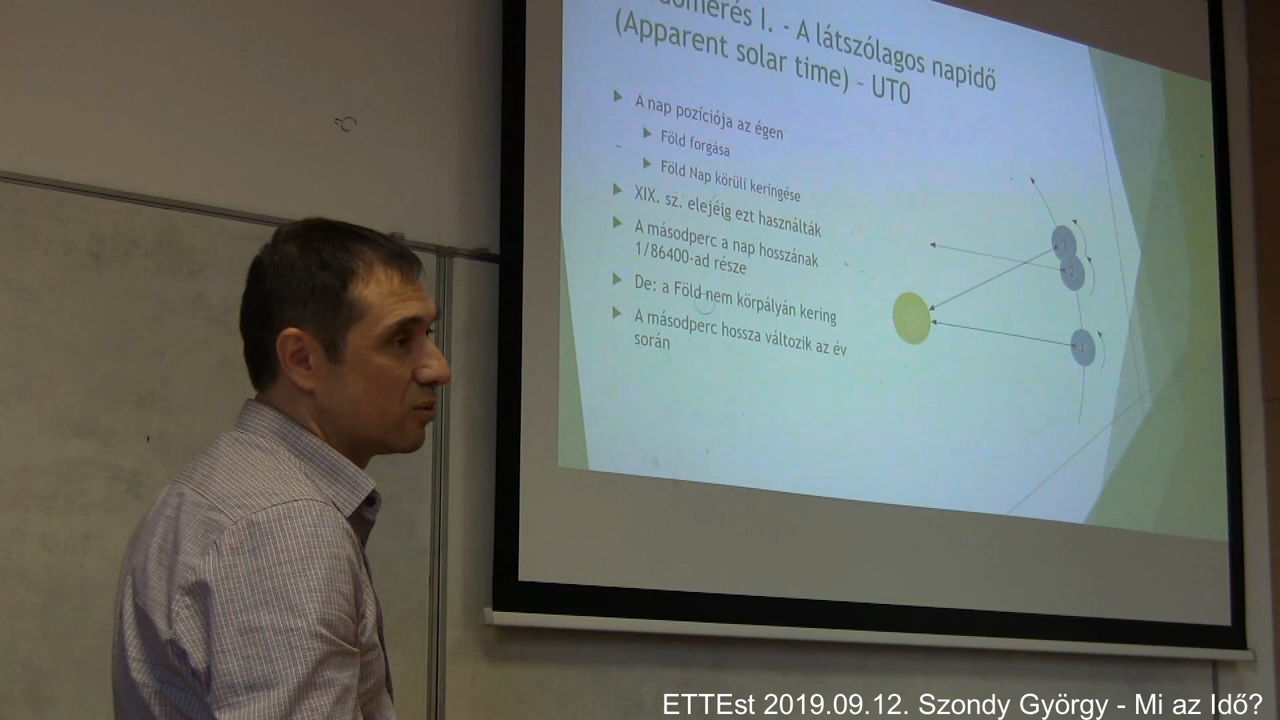 I. - A látszólagos napidő
(Apparent solar time) - UT0
A nap pozíciója az égen
Föld forgása
Föld Nap körüli keringése
XIX. sz. elejéig ezt használták
A másodperc a nap hosszának
1/86400-ad része
De: a Föld nem körpályán kering
A másodperc hossza változik az év
során
2
1
ETTEst 2019.09.12. Szondy György - Mi az Idő?